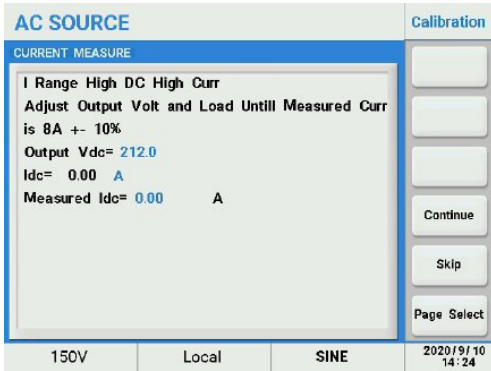 AC SOURCE
Calibration
CURRENT MEASURE
I Range High DC High Curr
Adjust Output Volt and Load Untill Measured Curr
is 8A +- 10%
Output Vdc= 212.0
Idc= 0.00 A
Measured Idc= 0.00 A
Continue
Skip
Page Select
150V
Local
SINE
2020/9/10
14:24